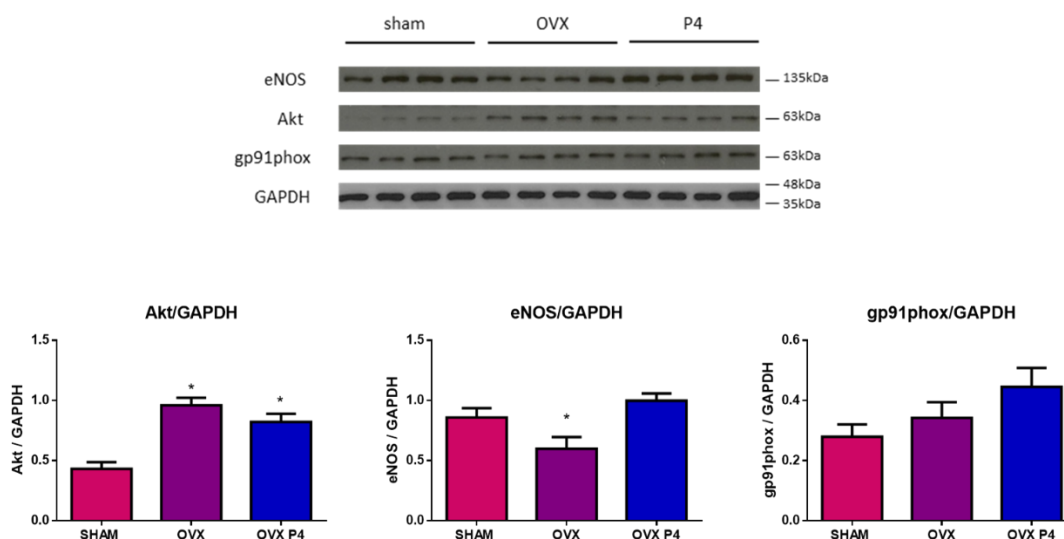 sham OVX P4
eNOS 135kDa
Akt 63kDa
gp91phox 63kDa
GAPDH 48kDa
35kDa
Akt/GAPDH
Akt / GAPDH
1.5
1.0
0.5
0.0
*
*
SHAM OVX OVX P4
eNOS/GAPDH
eNOS / GAPDH
1.5
1.0
0.5
0.0
*
SHAM OVX OVX P4
gp91phox/GAPDH
gp91phox / GAPDH
0.6
0.4
0.2
0.0
SHAM OVX OVX P4